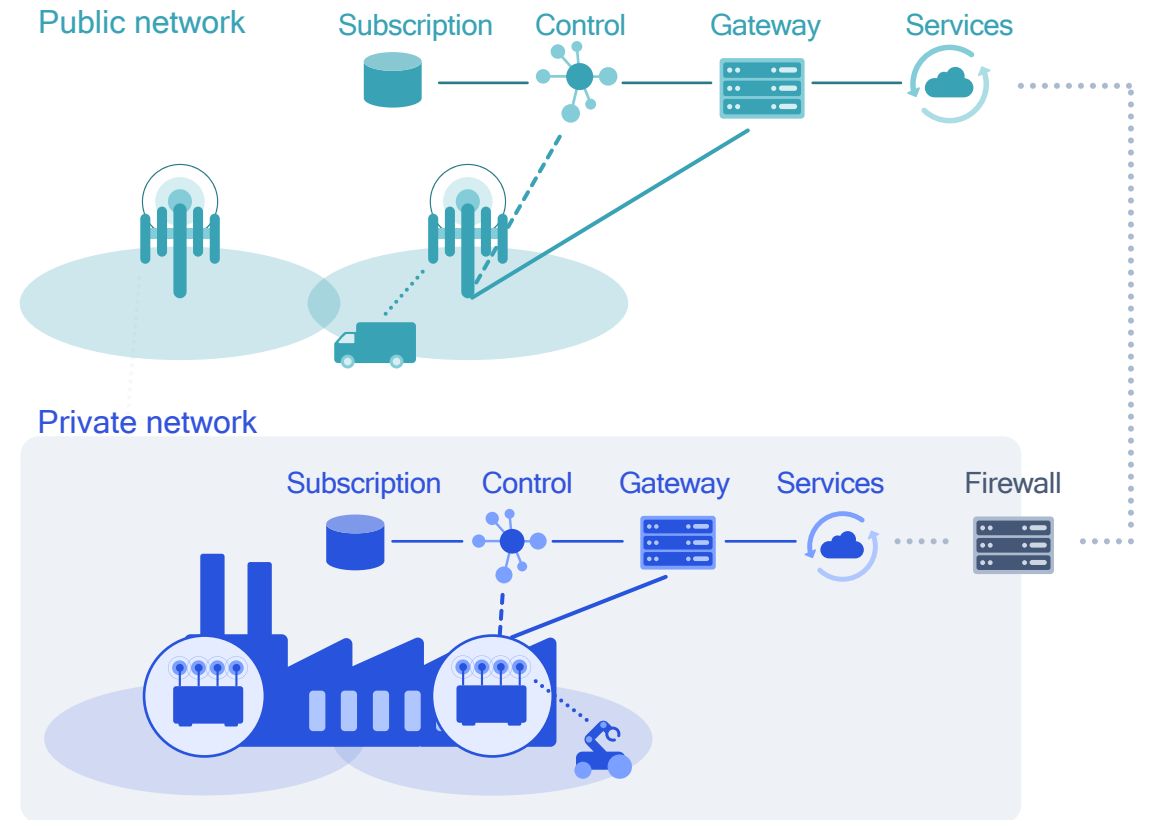 Public network
Subscription
Control
Gateway
Services
Private network
Subscription
Control
Gateway
Services
Firewall